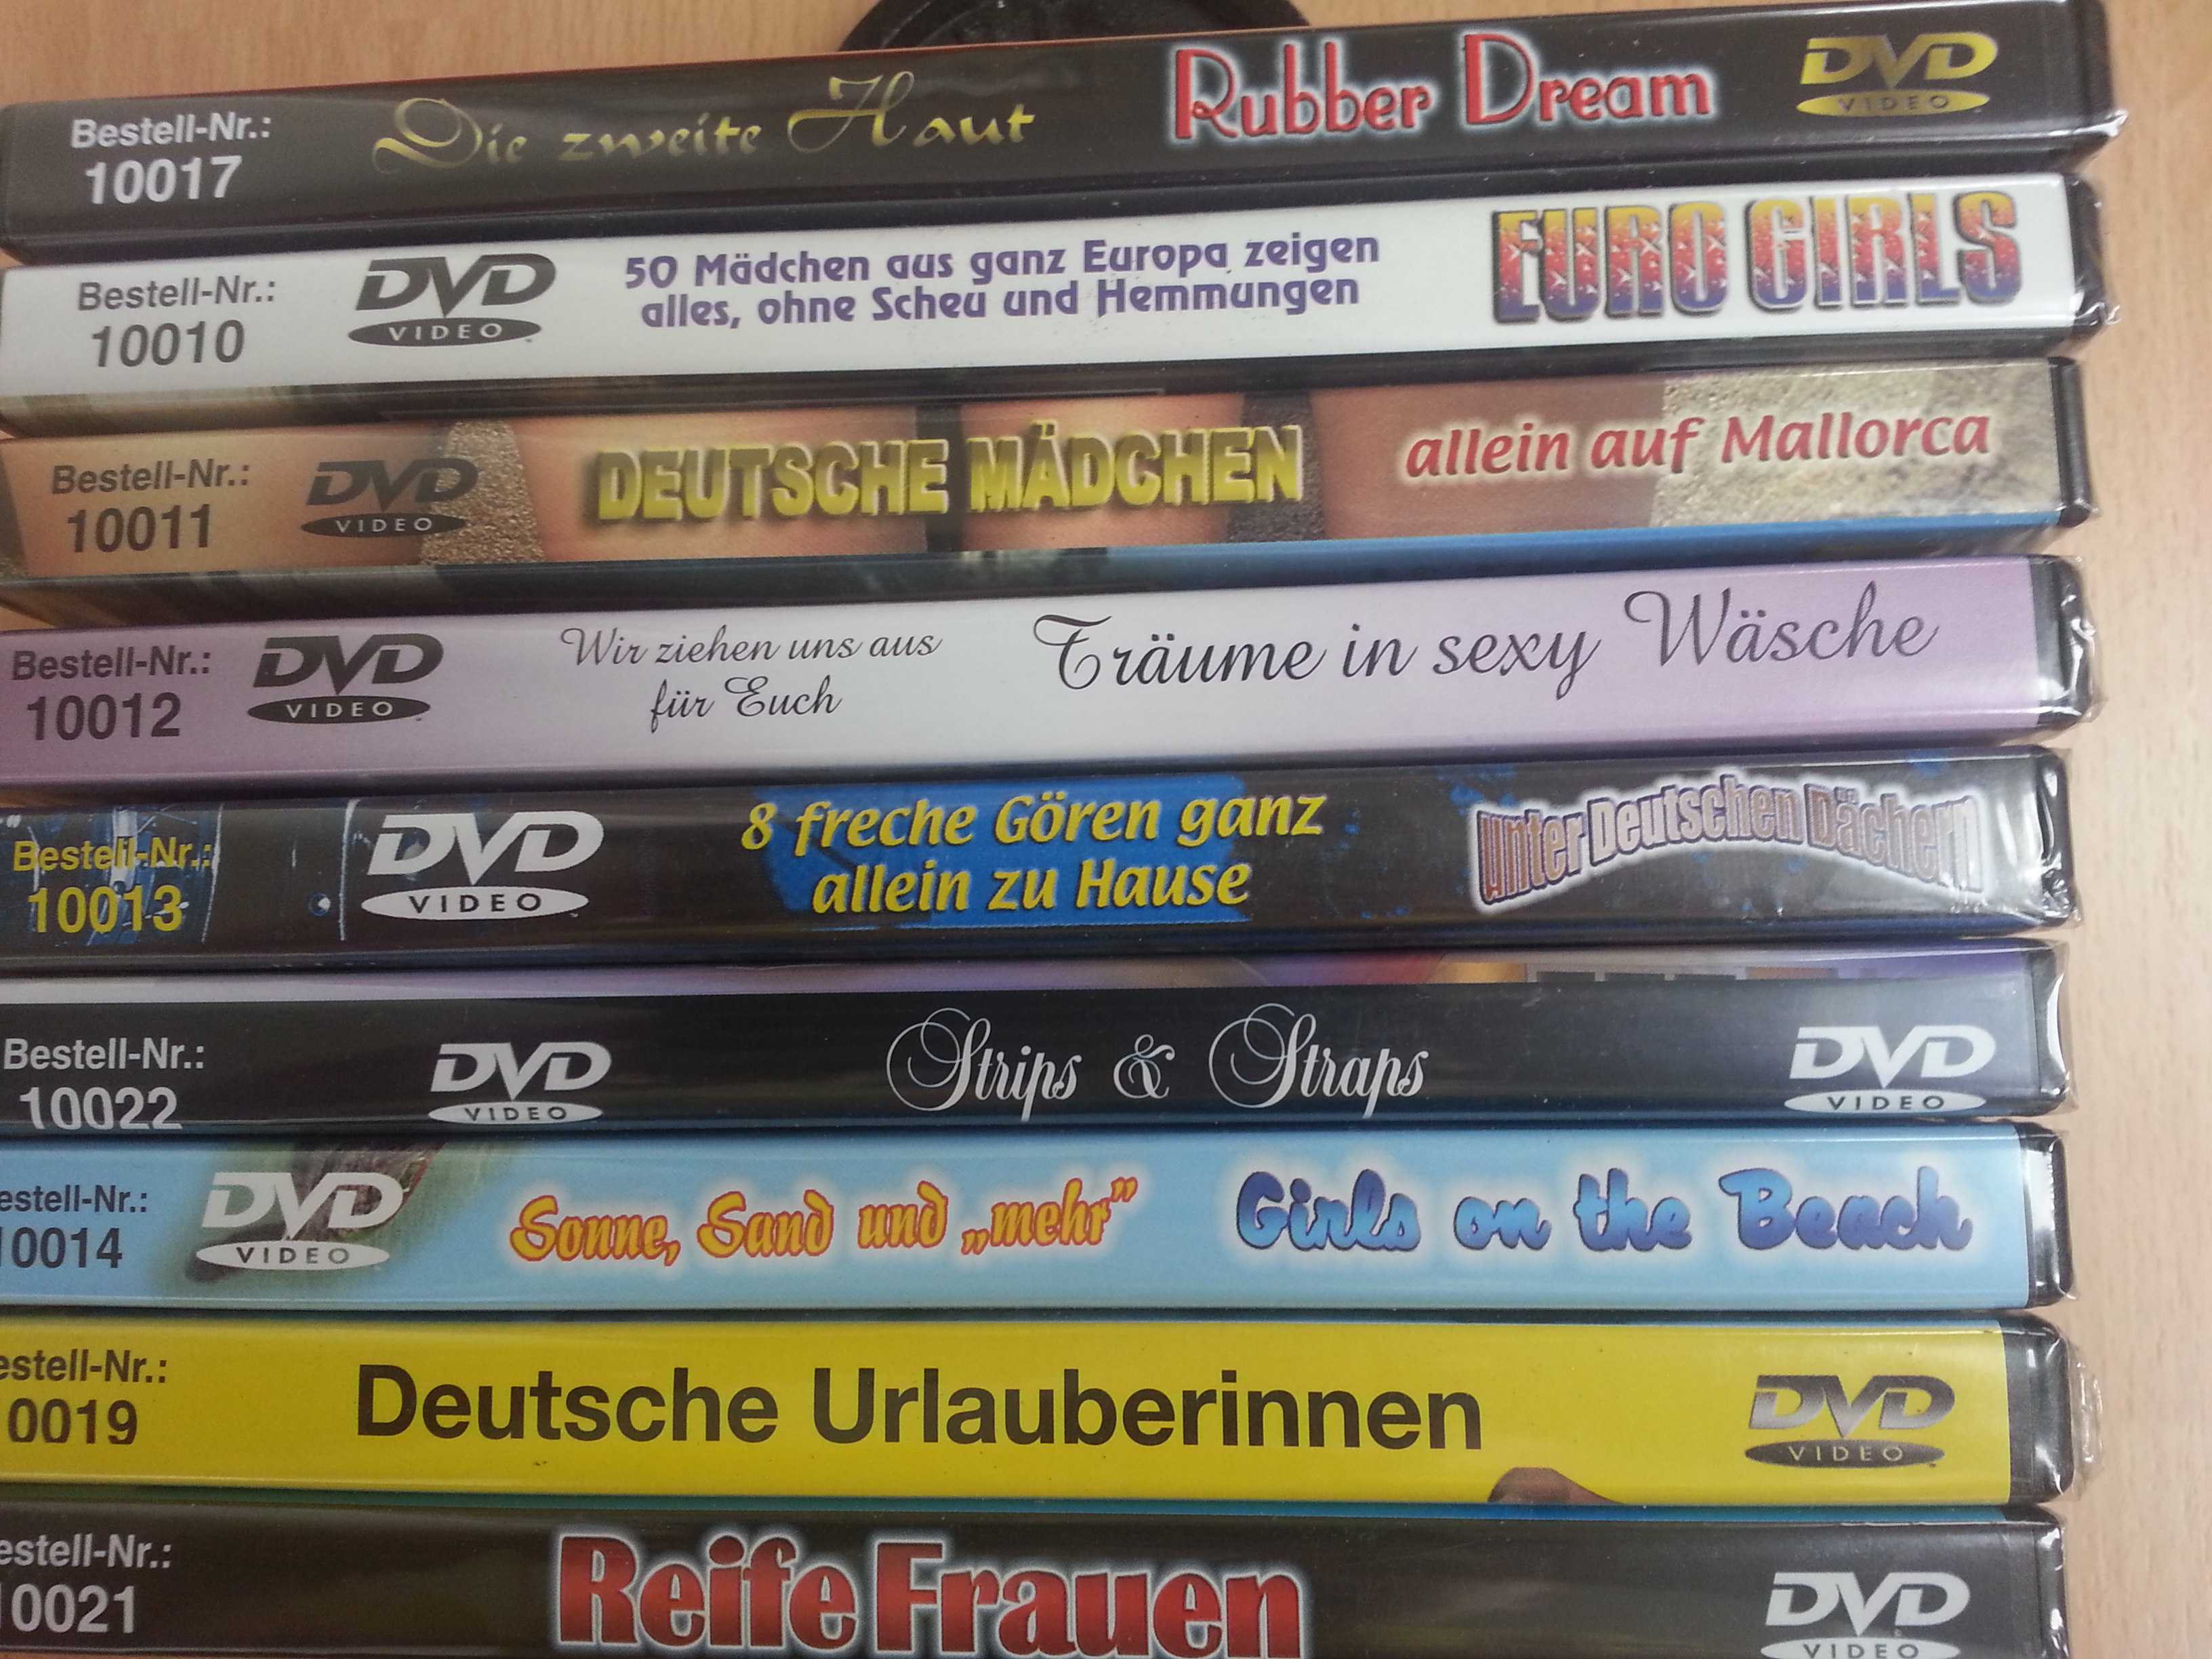 Bestell-Nr.:
10017
Die zweite Haut
Rubber Dream
DVD
VIDEO
Bestell-Nr.:
10010
DVD
VIDEO
50 Mädchen aus ganz Europa zeigen
alles, ohne Scheu und Hemmungen
EURO GIRLS
Bestell-Nr.:
10011
DVD
VIDEO
DEUTSCHE MÄDCHEN
allein auf Mallorca
Bestell-Nr.:
10012
DVD
VIDEO
Wir ziehen uns aus
für Euch
Träume in sexy Wäsche
Bestell-Nr.:
10013
DVD
VIDEO
8 freche Gören ganz
allein zu Hause
Unter Deutschen Dächern
Bestell-Nr.:
10022
DVD
VIDEO
Strips & Straps
DVD
VIDEO
estell-Nr.:
10014
DVD
VIDEO
Sonne, Sand und „mehr”
Girls on the Beach
estell-Nr.:
0019
Deutsche Urlauberinnen
DVD
VIDEO
estell-Nr.:
10021
Reife Frauen
DVD
VIDEO